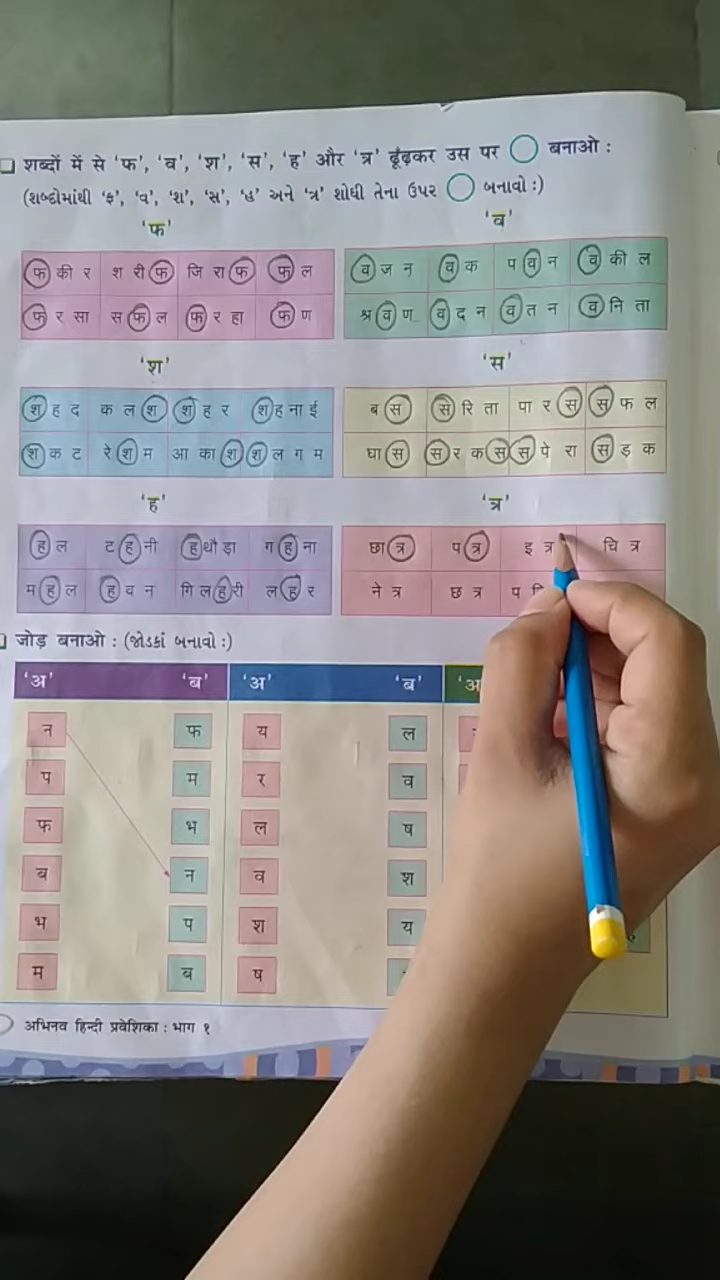 शब्दों में से 'फ', 'व', 'श', 'स', 'ह' और 'त्र' ढूँढ़कर उस पर ◯ बनाओ :
(શબ્દોમાંથી 'ફ', 'વ', 'શ', 'સ', 'હ' અને 'ત્ર' શોધી તેના ઉપર ◯ બનાવો :)
'फ' 'व'
फ की र श री फ जि रा फ फ ल व ज न व क प व न व की ल
फ र सा स फ ल फ र हा फ ण श्र व ण व द न व त न व नि ता
'श' 'स'
श ह द क ल श श ह र श ह ना ई ब स स रि ता पा र स स फ ल
श क ट रे श म आ का श श ल ग म घा स स र क स स पे रा स ड़ क
'ह' 'त्र'
ह ल ट ह नी ह थौ ड़ा ग ह ना छा त्र प त्र इ त्र चि त्र
म ह ल ह व न गि ल ह री ल ह र ने त्र छ त्र प
जोड़ बनाओ : (જોડકાં બનાવો :)
'अ' 'ब' 'अ' 'ब' 'अ
न फ य ल
प म र व
फ भ ल ष
ब न व श
भ प श य
म ब ष
अभिनव हिन्दी प्रवेशिका : भाग १